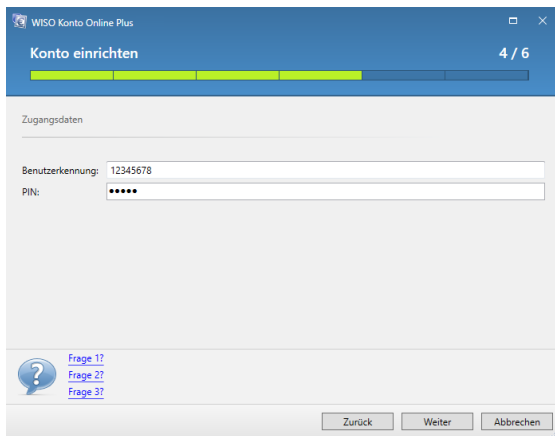 WISO Konto Online Plus
Konto einrichten
4 / 6
Zugangsdaten
Benutzerkennung: 12345678
PIN: •••••
Frage 1?
Frage 2?
Frage 3?
Zurück Weiter Abbrechen